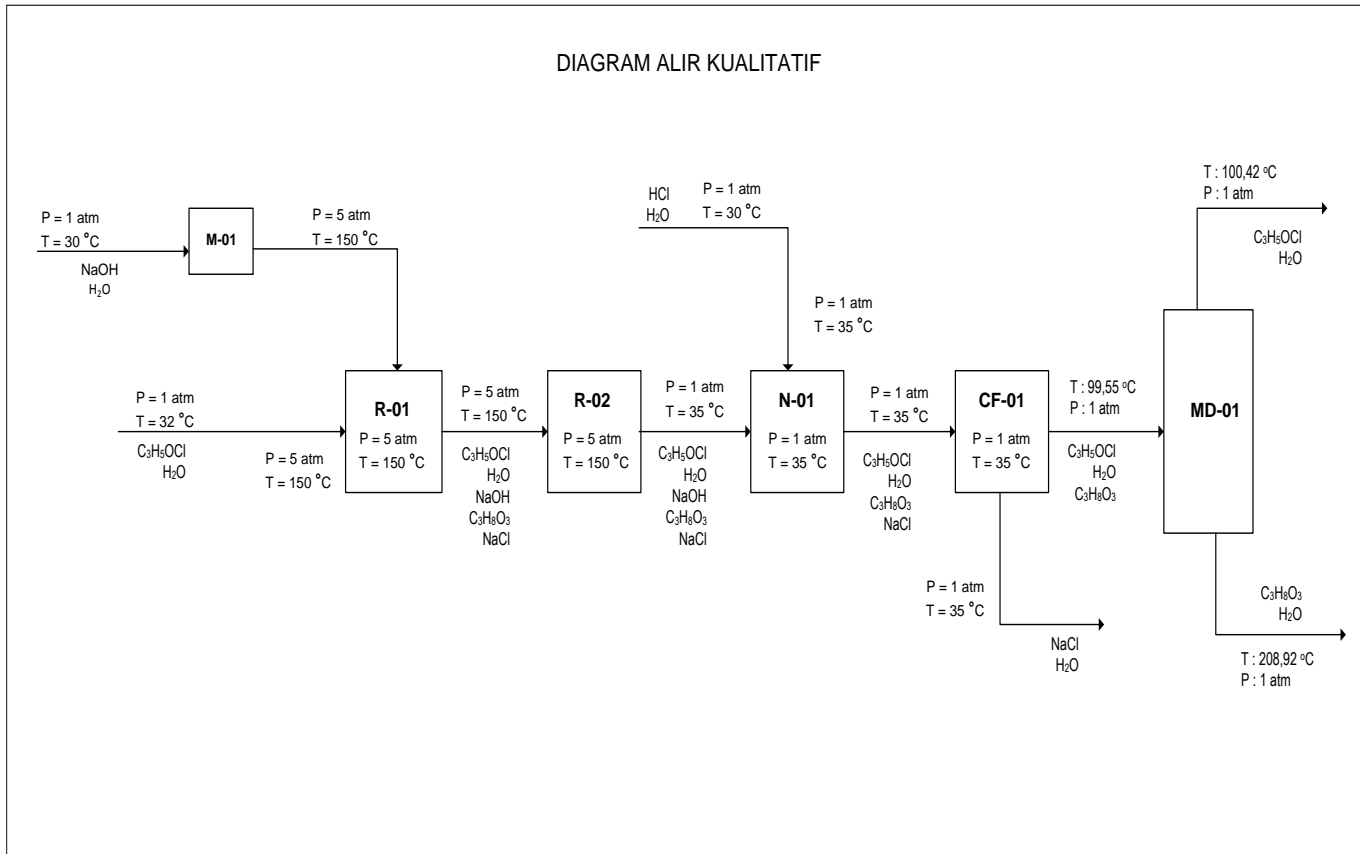 DIAGRAM ALIR KUALITATIF
P = 1 atm
T = 30 °C
NaOH
H₂O
M-01
P = 5 atm
T = 150 °C
HCl
H₂O
P = 1 atm
T = 30 °C
P = 1 atm
T = 35 °C
T : 100,42 °C
P : 1 atm
C₃H₅OCl
H₂O
P = 1 atm
T = 32 °C
C₃H₅OCl
H₂O
P = 5 atm
T = 150 °C
R-01
P = 5 atm
T = 150 °C
P = 5 atm
T = 150 °C
C₃H₅OCl
H₂O
NaOH
C₃H₈O₃
NaCl
R-02
P = 5 atm
T = 150 °C
P = 1 atm
T = 35 °C
C₃H₅OCl
H₂O
NaOH
C₃H₈O₃
NaCl
N-01
P = 1 atm
T = 35 °C
P = 1 atm
T = 35 °C
C₃H₅OCl
H₂O
C₃H₈O₃
NaCl
CF-01
P = 1 atm
T = 35 °C
T : 99,55 °C
P : 1 atm
C₃H₅OCl
H₂O
C₃H₈O₃
MD-01
P = 1 atm
T = 35 °C
NaCl
H₂O
C₃H₈O₃
H₂O
T : 208,92 °C
P : 1 atm